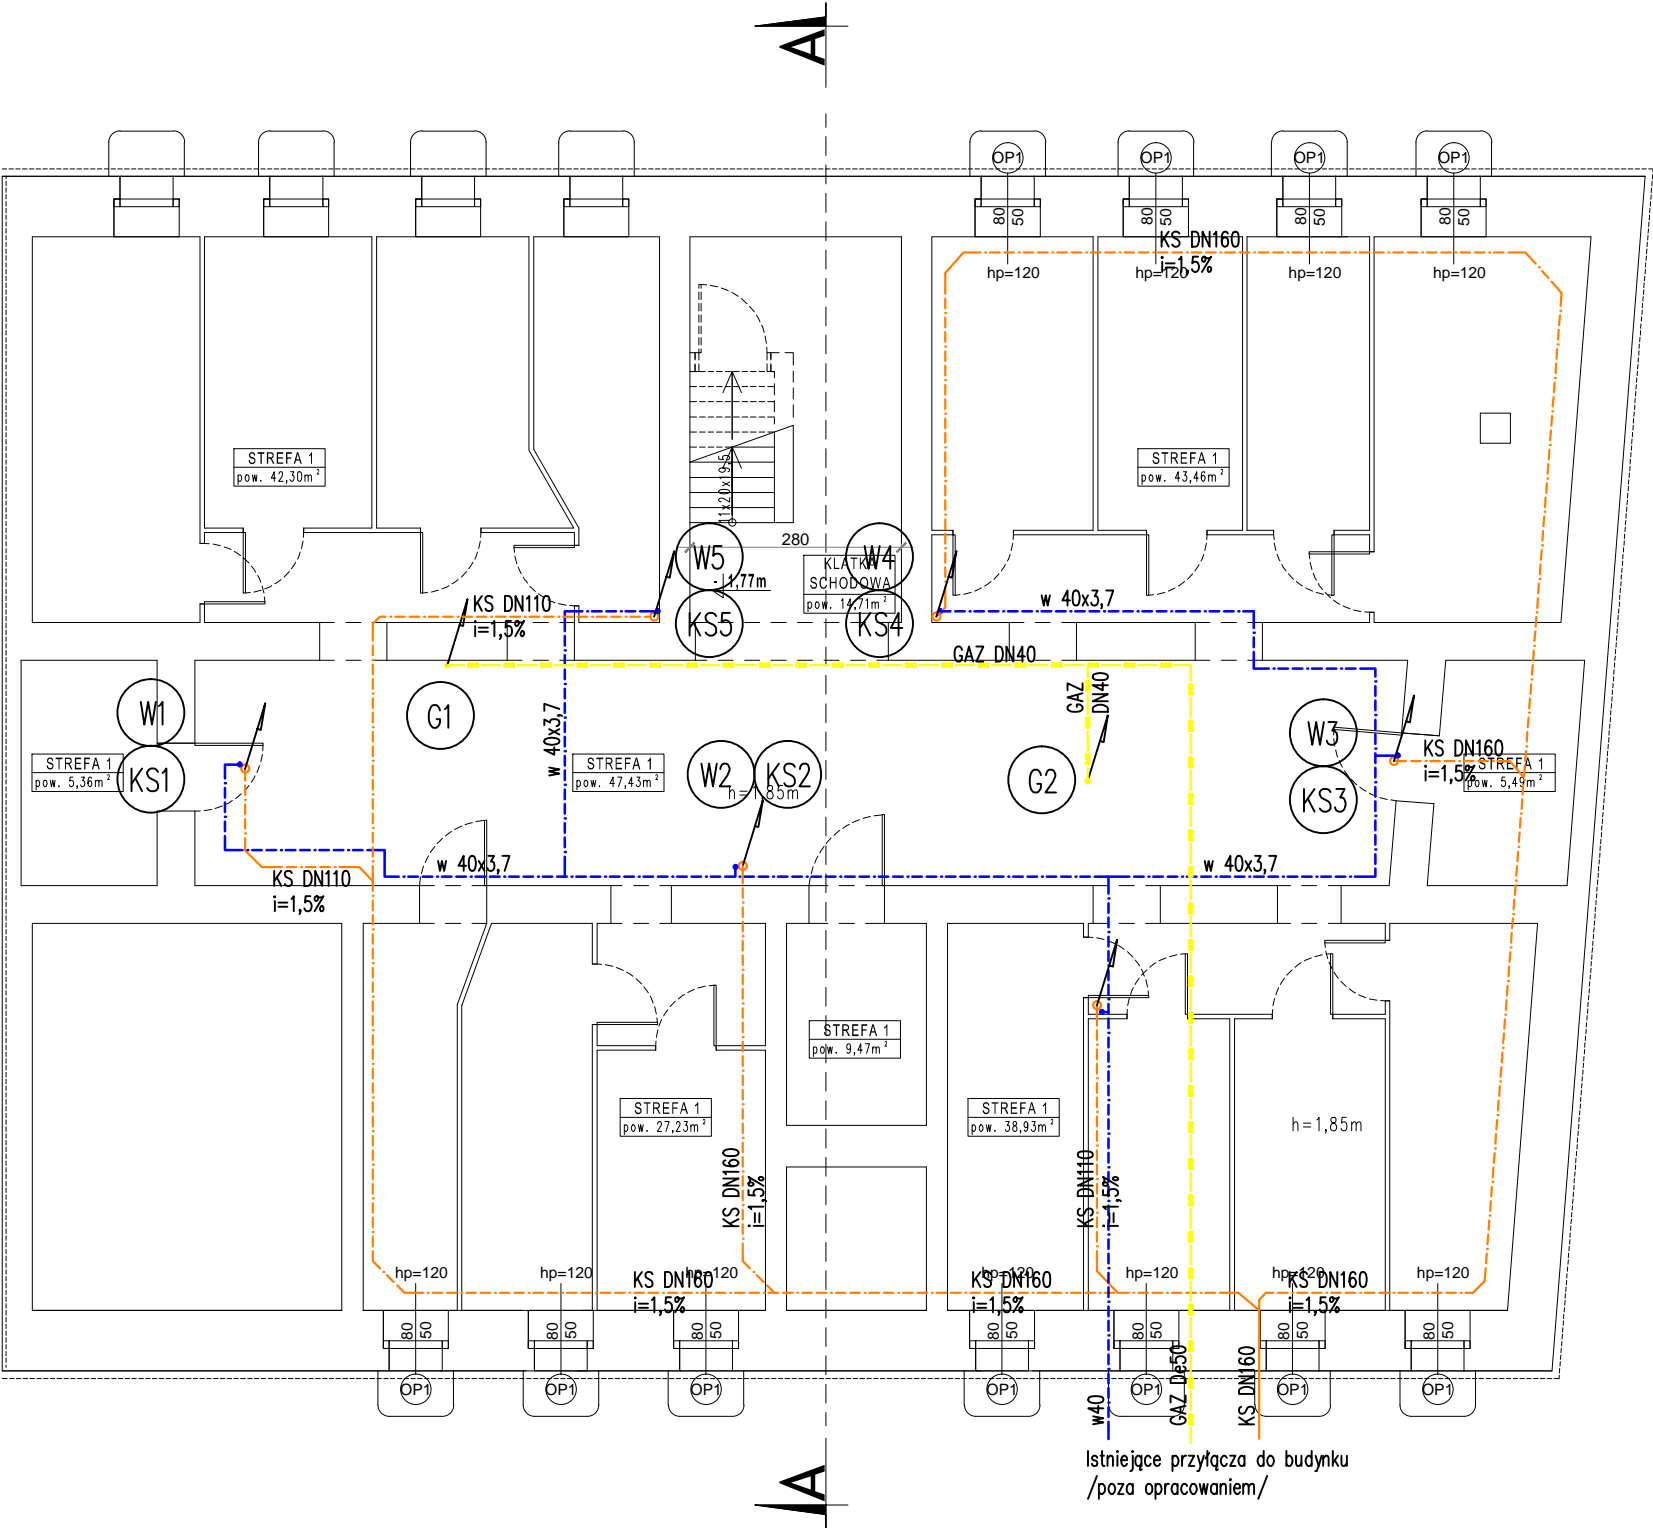 A
OP1
OP1
OP1
OP1
80
50
80
50
80
50
80
50
KS DN160
i=1,5%
hp=120
hp=120
hp=120
hp=120
STREFA 1
pow. 42,30m²
STREFA 1
pow. 43,46m²
11x20x19,5
280
W5
W4
KLATKA
SCHODOWA
pow. 14,71m²
-1,77m
KS5
KS4
KS DN110
i=1,5%
w 40x3,7
GAZ DN40
GAZ
DN40
W1
G1
w 40x3,7
W3
STREFA 1
pow. 5,36m²
KS1
STREFA 1
pow. 47,43m²
W2
KS2
h=1,85m
G2
KS3
KS DN160
i=1,5%
STREFA 1
pow. 5,49m²
w 40x3,7
w 40x3,7
KS DN110
i=1,5%
STREFA 1
pow. 9,47m²
STREFA 1
pow. 27,23m²
STREFA 1
pow. 38,93m²
h=1,85m
KS DN160
i=1,5%
KS DN110
i=1,5%
hp=120
hp=120
hp=120
hp=120
hp=120
hp=120
hp=120
KS DN160
i=1,5%
KS DN160
i=1,5%
KS DN160
i=1,5%
80
50
80
50
80
50
80
50
80
50
80
50
80
50
OP1
OP1
OP1
OP1
OP1
OP1
OP1
w40
GAZ De50
KS DN160
Istniejące przyłącza do budynku
/poza opracowaniem/
A